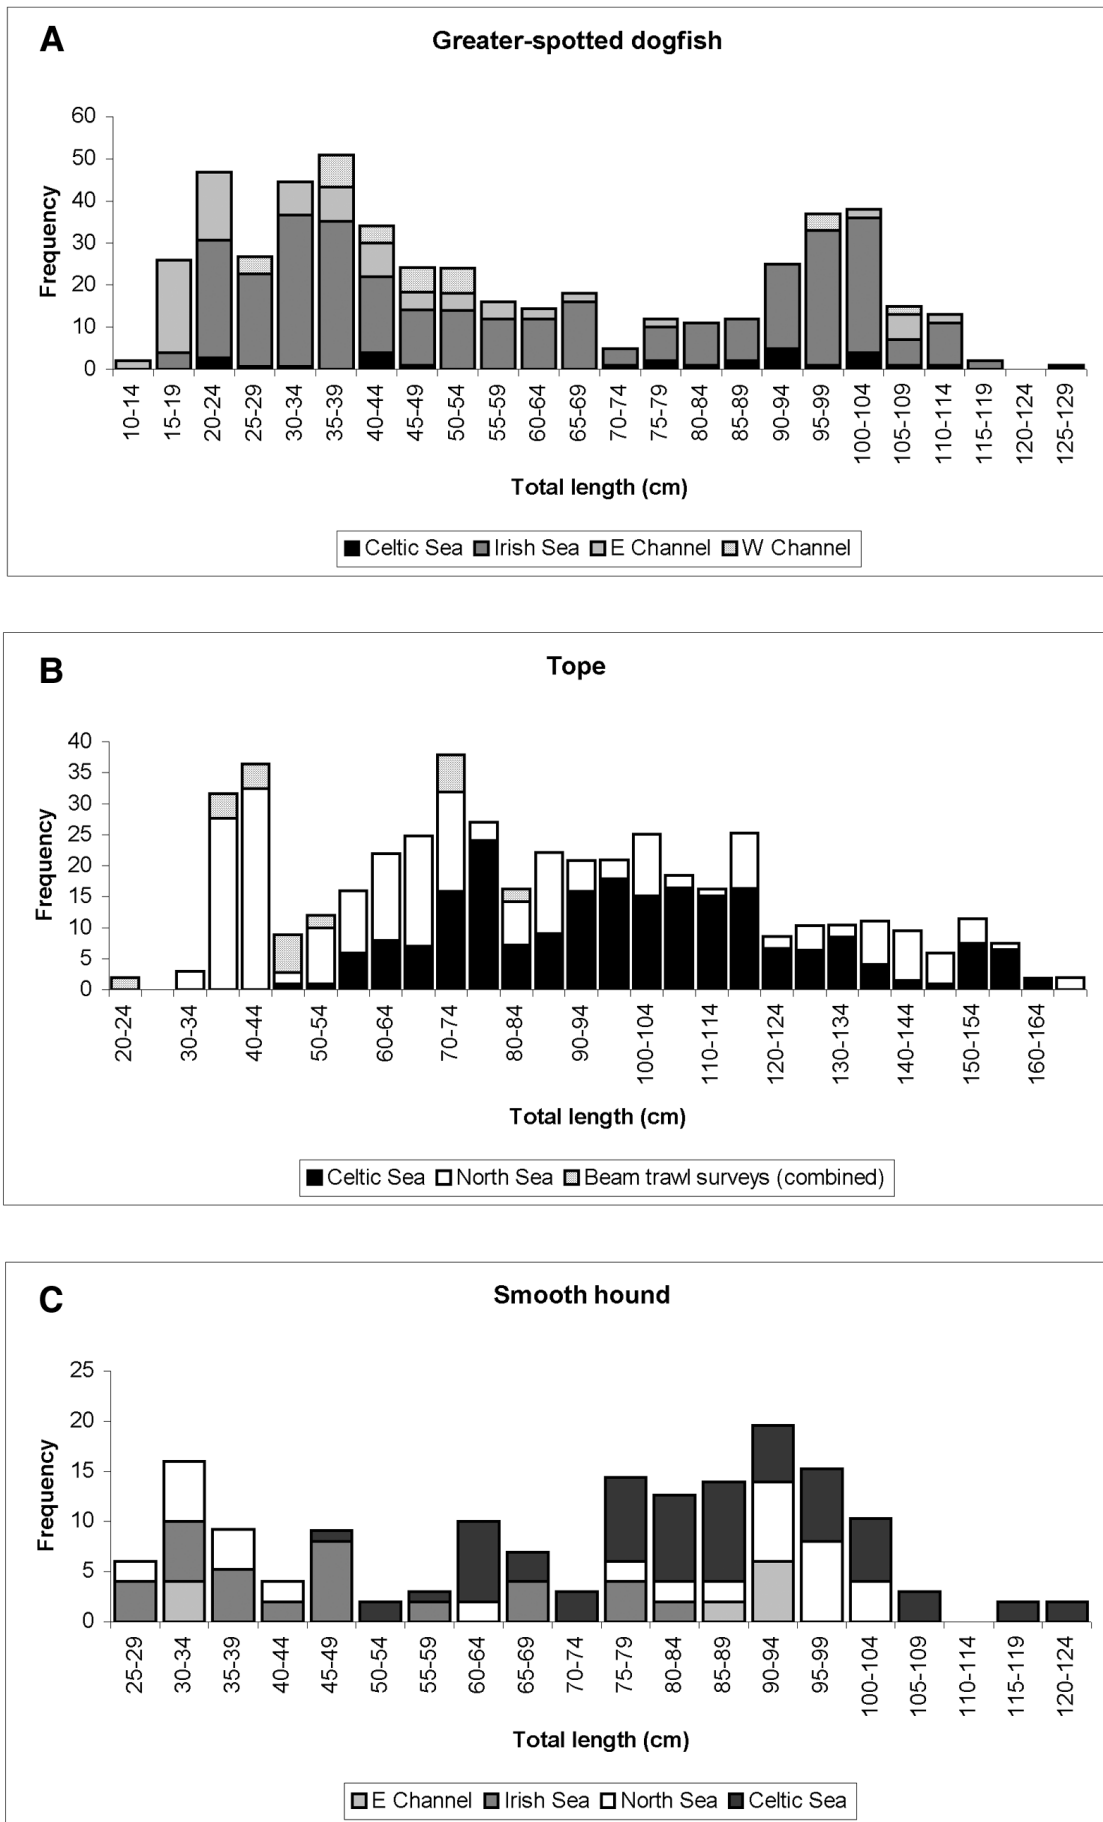 A
Greater-spotted dogfish
60
50
40
30
20
10
0
Frequency
10-14 15-19 20-24 25-29 30-34 35-39 40-44 45-49 50-54 55-59 60-64 65-69 70-74 75-79 80-84 85-89 90-94 95-99 100-104 105-109 110-114 115-119 120-124 125-129
Total length (cm)
Celtic Sea Irish Sea E Channel W Channel
B
Tope
40
35
30
25
20
15
10
5
0
Frequency
20-24 30-34 40-44 50-54 60-64 70-74 80-84 90-94 100-104 110-114 120-124 130-134 140-144 150-154 160-164
Total length (cm)
Celtic Sea North Sea Beam trawl surveys (combined)
C
Smooth hound
25
20
15
10
5
0
Frequency
25-29 30-34 35-39 40-44 45-49 50-54 55-59 60-64 65-69 70-74 75-79 80-84 85-89 90-94 95-99 100-104 105-109 110-114 115-119 120-124
Total length (cm)
E Channel Irish Sea North Sea Celtic Sea